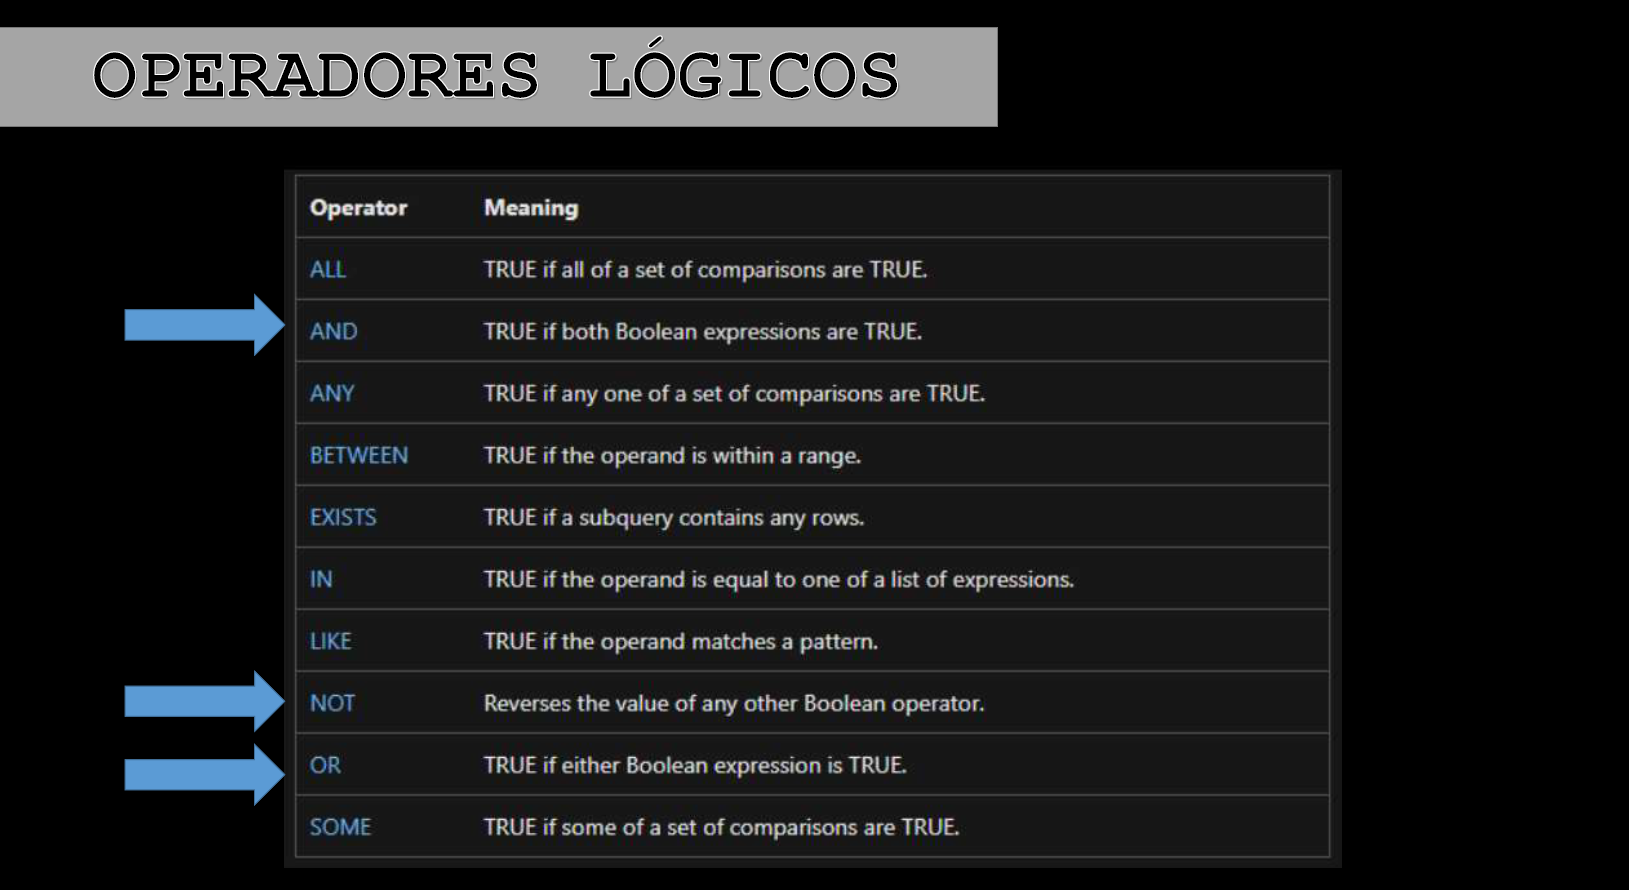 OPERADORES LÓGICOS
Operator Meaning
ALL TRUE if all of a set of comparisons are TRUE.
AND TRUE if both Boolean expressions are TRUE.
ANY TRUE if any one of a set of comparisons are TRUE.
BETWEEN TRUE if the operand is within a range.
EXISTS TRUE if a subquery contains any rows.
IN TRUE if the operand is equal to one of a list of expressions.
LIKE TRUE if the operand matches a pattern.
NOT Reverses the value of any other Boolean operator.
OR TRUE if either Boolean expression is TRUE.
SOME TRUE if some of a set of comparisons are TRUE.